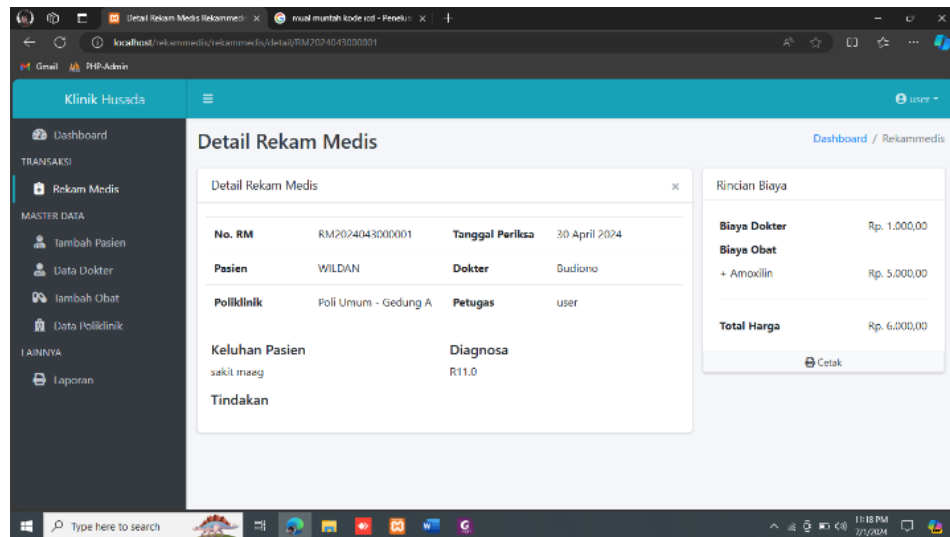 Detail Rekam Medis Rekammedi
mual muntah kode icd - Penelus
localhost/rekammedis/rekammedis/detail/RM2024043000001
Gmail
PHP-Admin
Klinik Husada
user
Dashboard
TRANSAKSI
Rekam Medis
MASTER DATA
Tambah Pasien
Data Dokter
Tambah Obat
Data Poliklinik
LAINNYA
Laporan
Detail Rekam Medis
Dashboard / Rekammedis
Detail Rekam Medis
No. RM RM2024043000001 Tanggal Periksa 30 April 2024
Pasien WILDAN Dokter Budiono
Poliklinik Poli Umum - Gedung A Petugas user
Keluhan Pasien Diagnosa
sakit maag R11.0
Tindakan
Rincian Biaya
Biaya Dokter Rp. 1.000,00
Biaya Obat
+ Amoxilin Rp. 5.000,00
Total Harga Rp. 6.000,00
Cetak
Type here to search
11:18 PM
7/1/2024